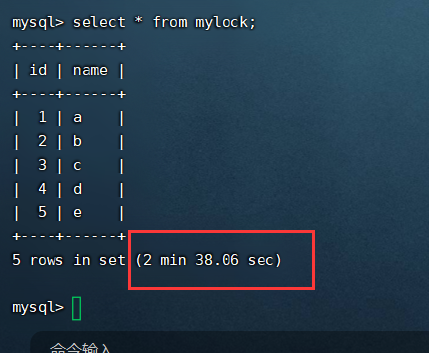 mysql> select * from mylock;
+----+------+
| id | name |
+----+------+
|  1 | a    |
|  2 | b    |
|  3 | c    |
|  4 | d    |
|  5 | e    |
+----+------+
5 rows in set (2 min 38.06 sec)
mysql>
命令输入